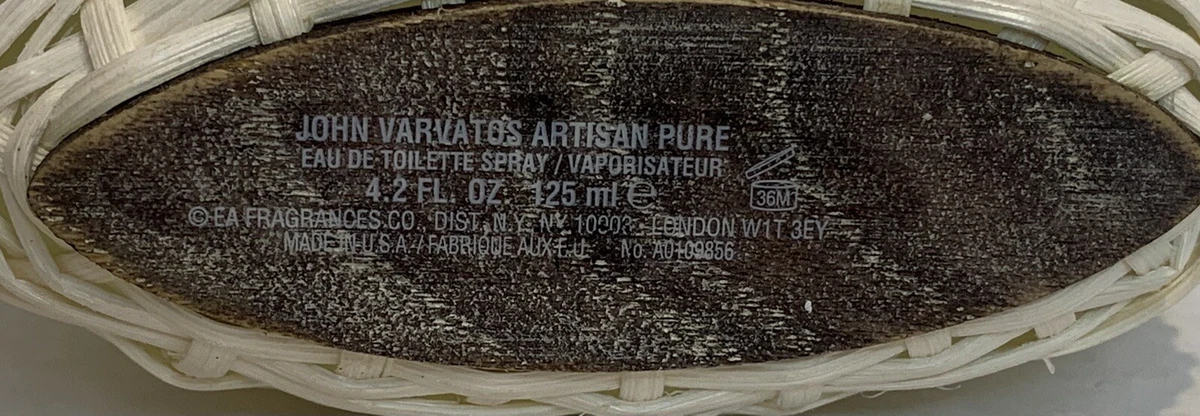 JOHN VARVATOS ARTISAN PURE
EAU DE TOILETTE SPRAY / VAPORISATEUR
4.2 FL. OZ. 125 ml ℮
36M
© EA FRAGRANCES CO. DIST. N.Y. NY LONDON W1T 3EY
MADE IN U.S.A. / FABRIQUE AUX É.U. No. A0109856